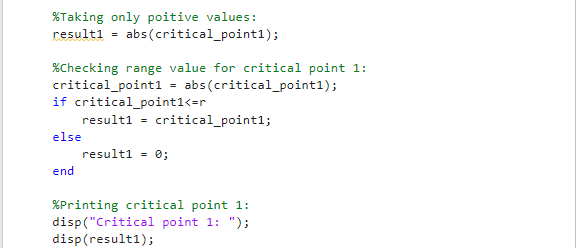 %Taking only poitive values:
result1 = abs(critical_point1);
%Checking range value for critical point 1:
critical_point1 = abs(critical_point1);
if critical_point1<=r
result1 = critical_point1;
else
result1 = 0;
end
%Printing critical point 1:
disp("Critical point 1: ");
disp(result1);